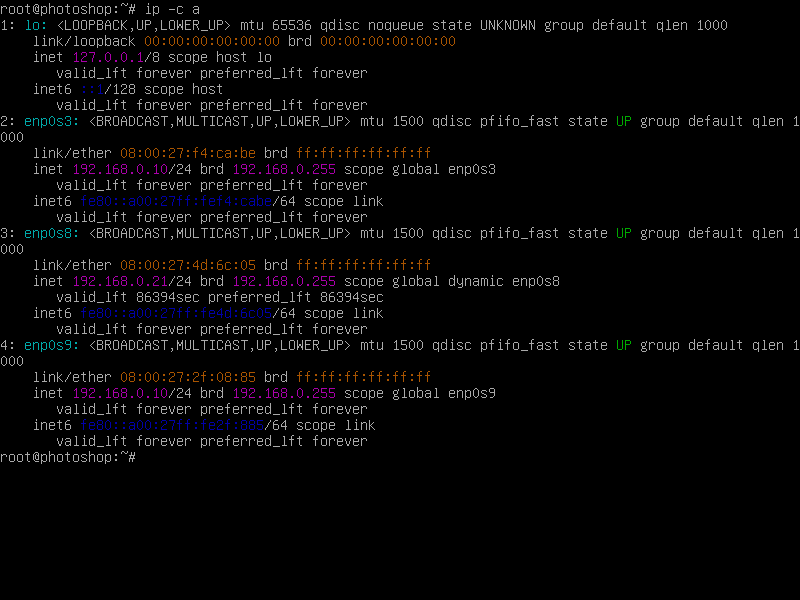 root@photoshop:~# ip -c a
1: lo: <LOOPBACK,UP,LOWER_UP> mtu 65536 qdisc noqueue state UNKNOWN group default qlen 1000
    link/loopback 00:00:00:00:00:00 brd 00:00:00:00:00:00
    inet 127.0.0.1/8 scope host lo
       valid_lft forever preferred_lft forever
    inet6 ::1/128 scope host
       valid_lft forever preferred_lft forever
2: enp0s3: <BROADCAST,MULTICAST,UP,LOWER_UP> mtu 1500 qdisc pfifo_fast state UP group default qlen 1
000
    link/ether 08:00:27:f4:ca:be brd ff:ff:ff:ff:ff:ff
    inet 192.168.0.10/24 brd 192.168.0.255 scope global enp0s3
       valid_lft forever preferred_lft forever
    inet6 fe80::a00:27ff:fef4:cabe/64 scope link
       valid_lft forever preferred_lft forever
3: enp0s8: <BROADCAST,MULTICAST,UP,LOWER_UP> mtu 1500 qdisc pfifo_fast state UP group default qlen 1
000
    link/ether 08:00:27:4d:6c:05 brd ff:ff:ff:ff:ff:ff
    inet 192.168.0.21/24 brd 192.168.0.255 scope global dynamic enp0s8
       valid_lft 86394sec preferred_lft 86394sec
    inet6 fe80::a00:27ff:fe4d:6c05/64 scope link
       valid_lft forever preferred_lft forever
4: enp0s9: <BROADCAST,MULTICAST,UP,LOWER_UP> mtu 1500 qdisc pfifo_fast state UP group default qlen 1
000
    link/ether 08:00:27:2f:08:85 brd ff:ff:ff:ff:ff:ff
    inet 192.168.0.10/24 brd 192.168.0.255 scope global enp0s9
       valid_lft forever preferred_lft forever
    inet6 fe80::a00:27ff:fe2f:885/64 scope link
       valid_lft forever preferred_lft forever
root@photoshop:~#